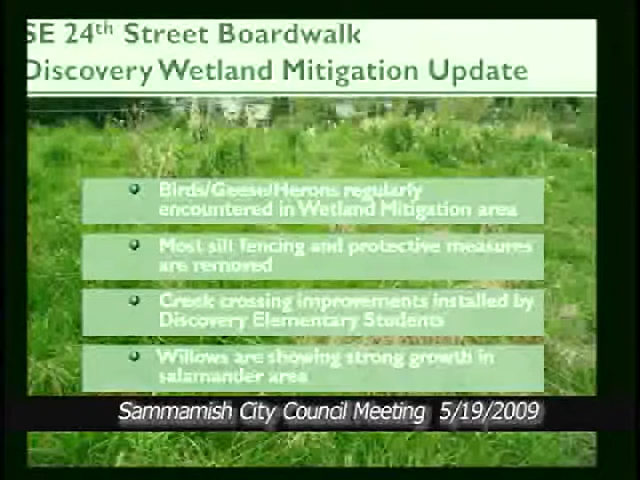 SE 24th Street Boardwalk
Discovery Wetland Mitigation Update
Birds/Geese/Herons regularly
encountered in Wetland Mitigation area
Most silt fencing and protective measures
are removed
Creek crossing improvements installed by
Discovery Elementary Students
Willows are showing strong growth in
salamander area
Sammamish City Council Meeting 5/19/2009